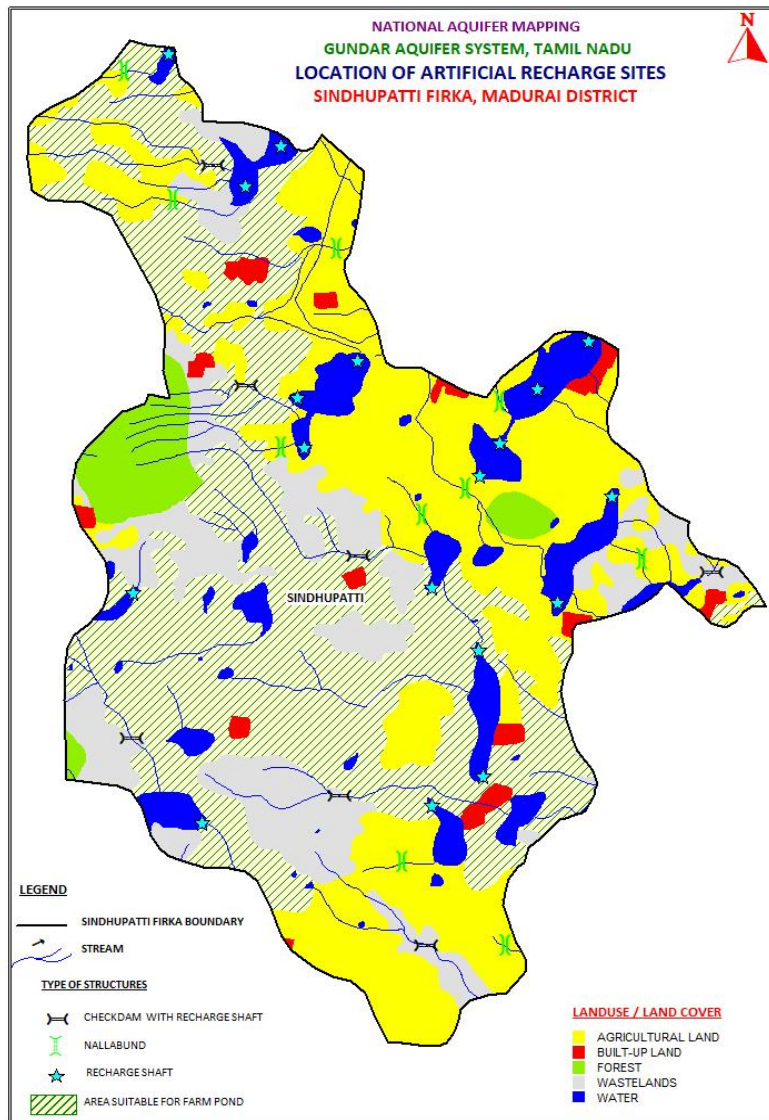 NATIONAL AQUIFER MAPPING
GUNDAR AQUIFER SYSTEM, TAMIL NADU
LOCATION OF ARTIFICIAL RECHARGE SITES
SINDHUPATTI FIRKA, MADURAI DISTRICT
N
SINDHUPATTI
LEGEND
SINDHUPATTI FIRKA BOUNDARY
STREAM
TYPE OF STRUCTURES
CHECKDAM WITH RECHARGE SHAFT
NALLABUND
RECHARGE SHAFT
AREA SUITABLE FOR FARM POND
LANDUSE / LAND COVER
AGRICULTURAL LAND
BUILT-UP LAND
FOREST
WASTELANDS
WATER